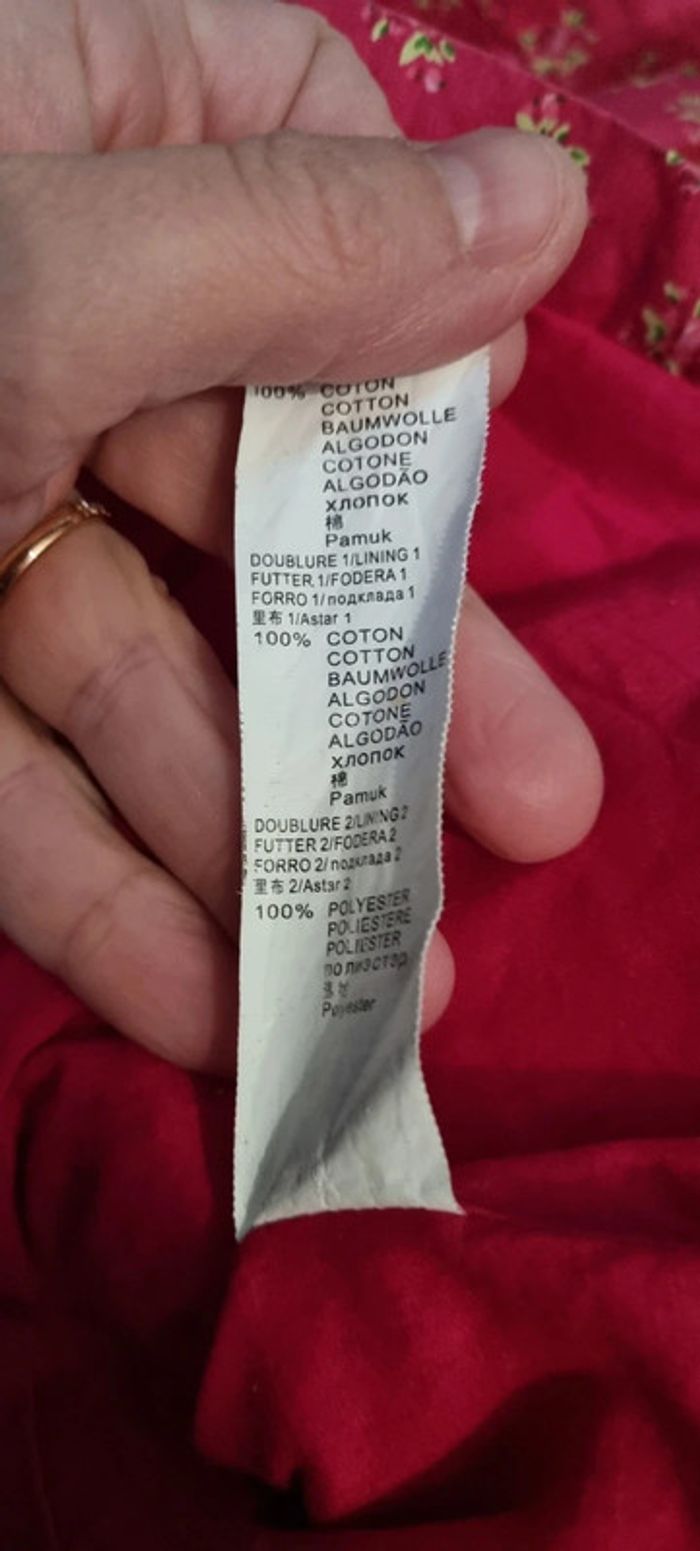 100% COTON
COTTON
BAUMWOLLE
ALGODON
COTONE
ALGODÃO
хлопок
棉
Pamuk
DOUBLURE 1/LINING 1
FUTTER 1/FODERA 1
FORRO 1/ подклада 1
里布 1/Astar 1
100% COTON
COTTON
BAUMWOLLE
ALGODON
COTONE
ALGODÃO
хлопок
棉
Pamuk
DOUBLURE 2/LINING 2
FUTTER 2/FODERA 2
FORRO 2/ подклада 2
里布 2/Astar 2
100% POLYESTER
POLIESTERE
POLIESTER